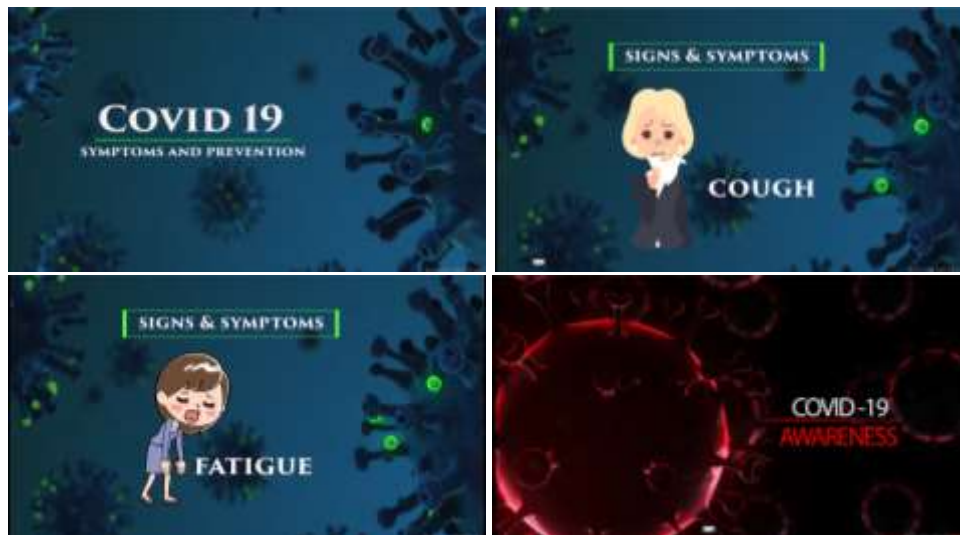 COVID 19
SYMPTOMS AND PREVENTION
SIGNS & SYMPTOMS
COUGH
SIGNS & SYMPTOMS
FATIGUE
COVID-19
AWARENESS